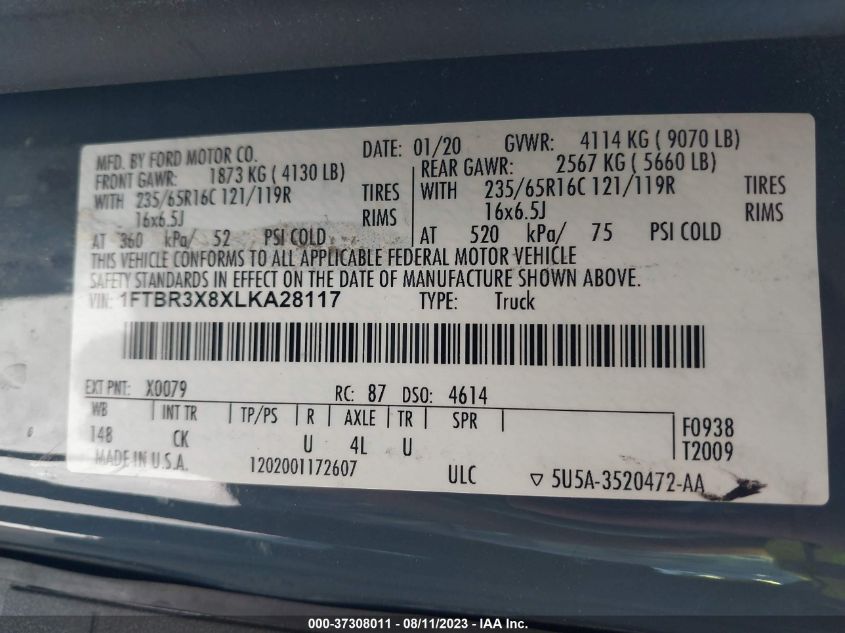 MFD. BY FORD MOTOR CO. DATE: 01/20 GVWR: 4114 KG ( 9070 LB)
FRONT GAWR: 1873 KG ( 4130 LB) REAR GAWR: 2567 KG ( 5660 LB)
WITH 235/65R16C 121/119R TIRES WITH 235/65R16C 121/119R TIRES
16x6.5J RIMS 16x6.5J RIMS
AT 360 kPa/ 52 PSI COLD AT 520 kPa/ 75 PSI COLD
THIS VEHICLE CONFORMS TO ALL APPLICABLE FEDERAL MOTOR VEHICLE
SAFETY STANDARDS IN EFFECT ON THE DATE OF MANUFACTURE SHOWN ABOVE.
VIN: 1FTBR3X8XLKA28117 TYPE: Truck
EXT PNT: X0079 RC: 87 DSO: 4614
WB INT TR TP/PS R AXLE TR SPR F0938
148 CK U 4L U T2009
MADE IN U.S.A. 1202001172607 ULC ▽ 5U5A-3520472-AA
000-37308011 - 08/11/2023 - IAA Inc.